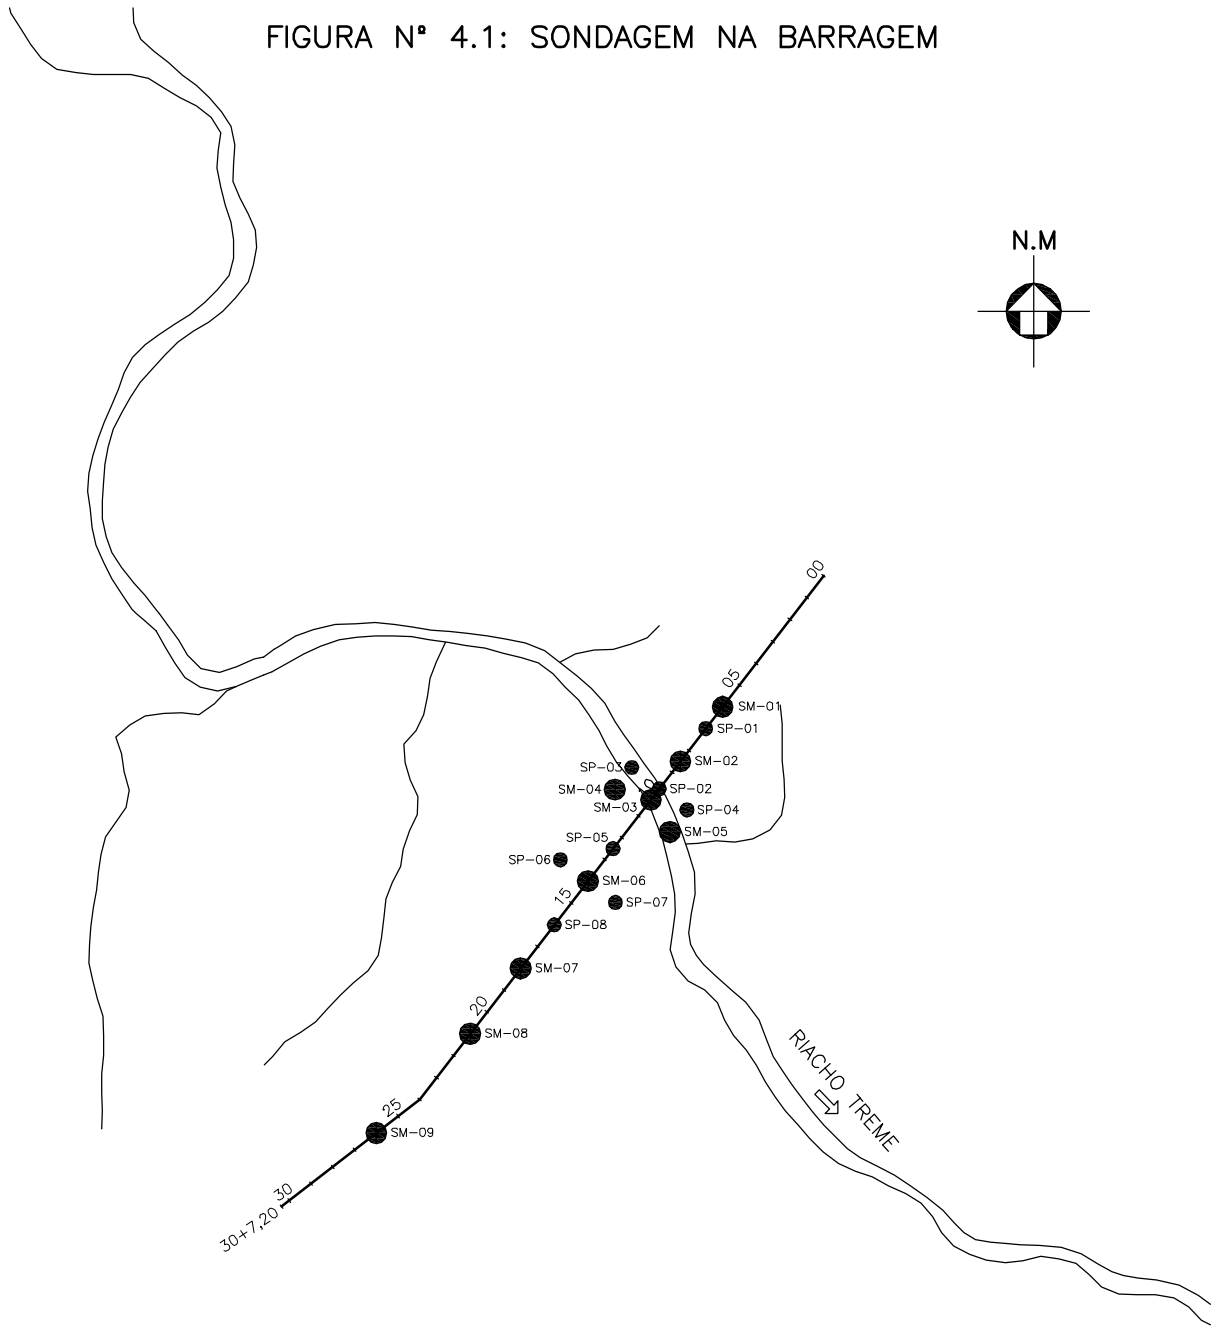 FIGURA Nº 4.1: SONDAGEM NA BARRAGEM
N.M
00
05
SM-01
SP-01
SM-02
SP-03
SP-02
SM-04
SM-03
SP-04
SM-05
SP-05
SP-06
SM-06
15
SP-07
SP-08
SM-07
20
SM-08
RIACHO TREME
25
SM-09
30
30+7,20